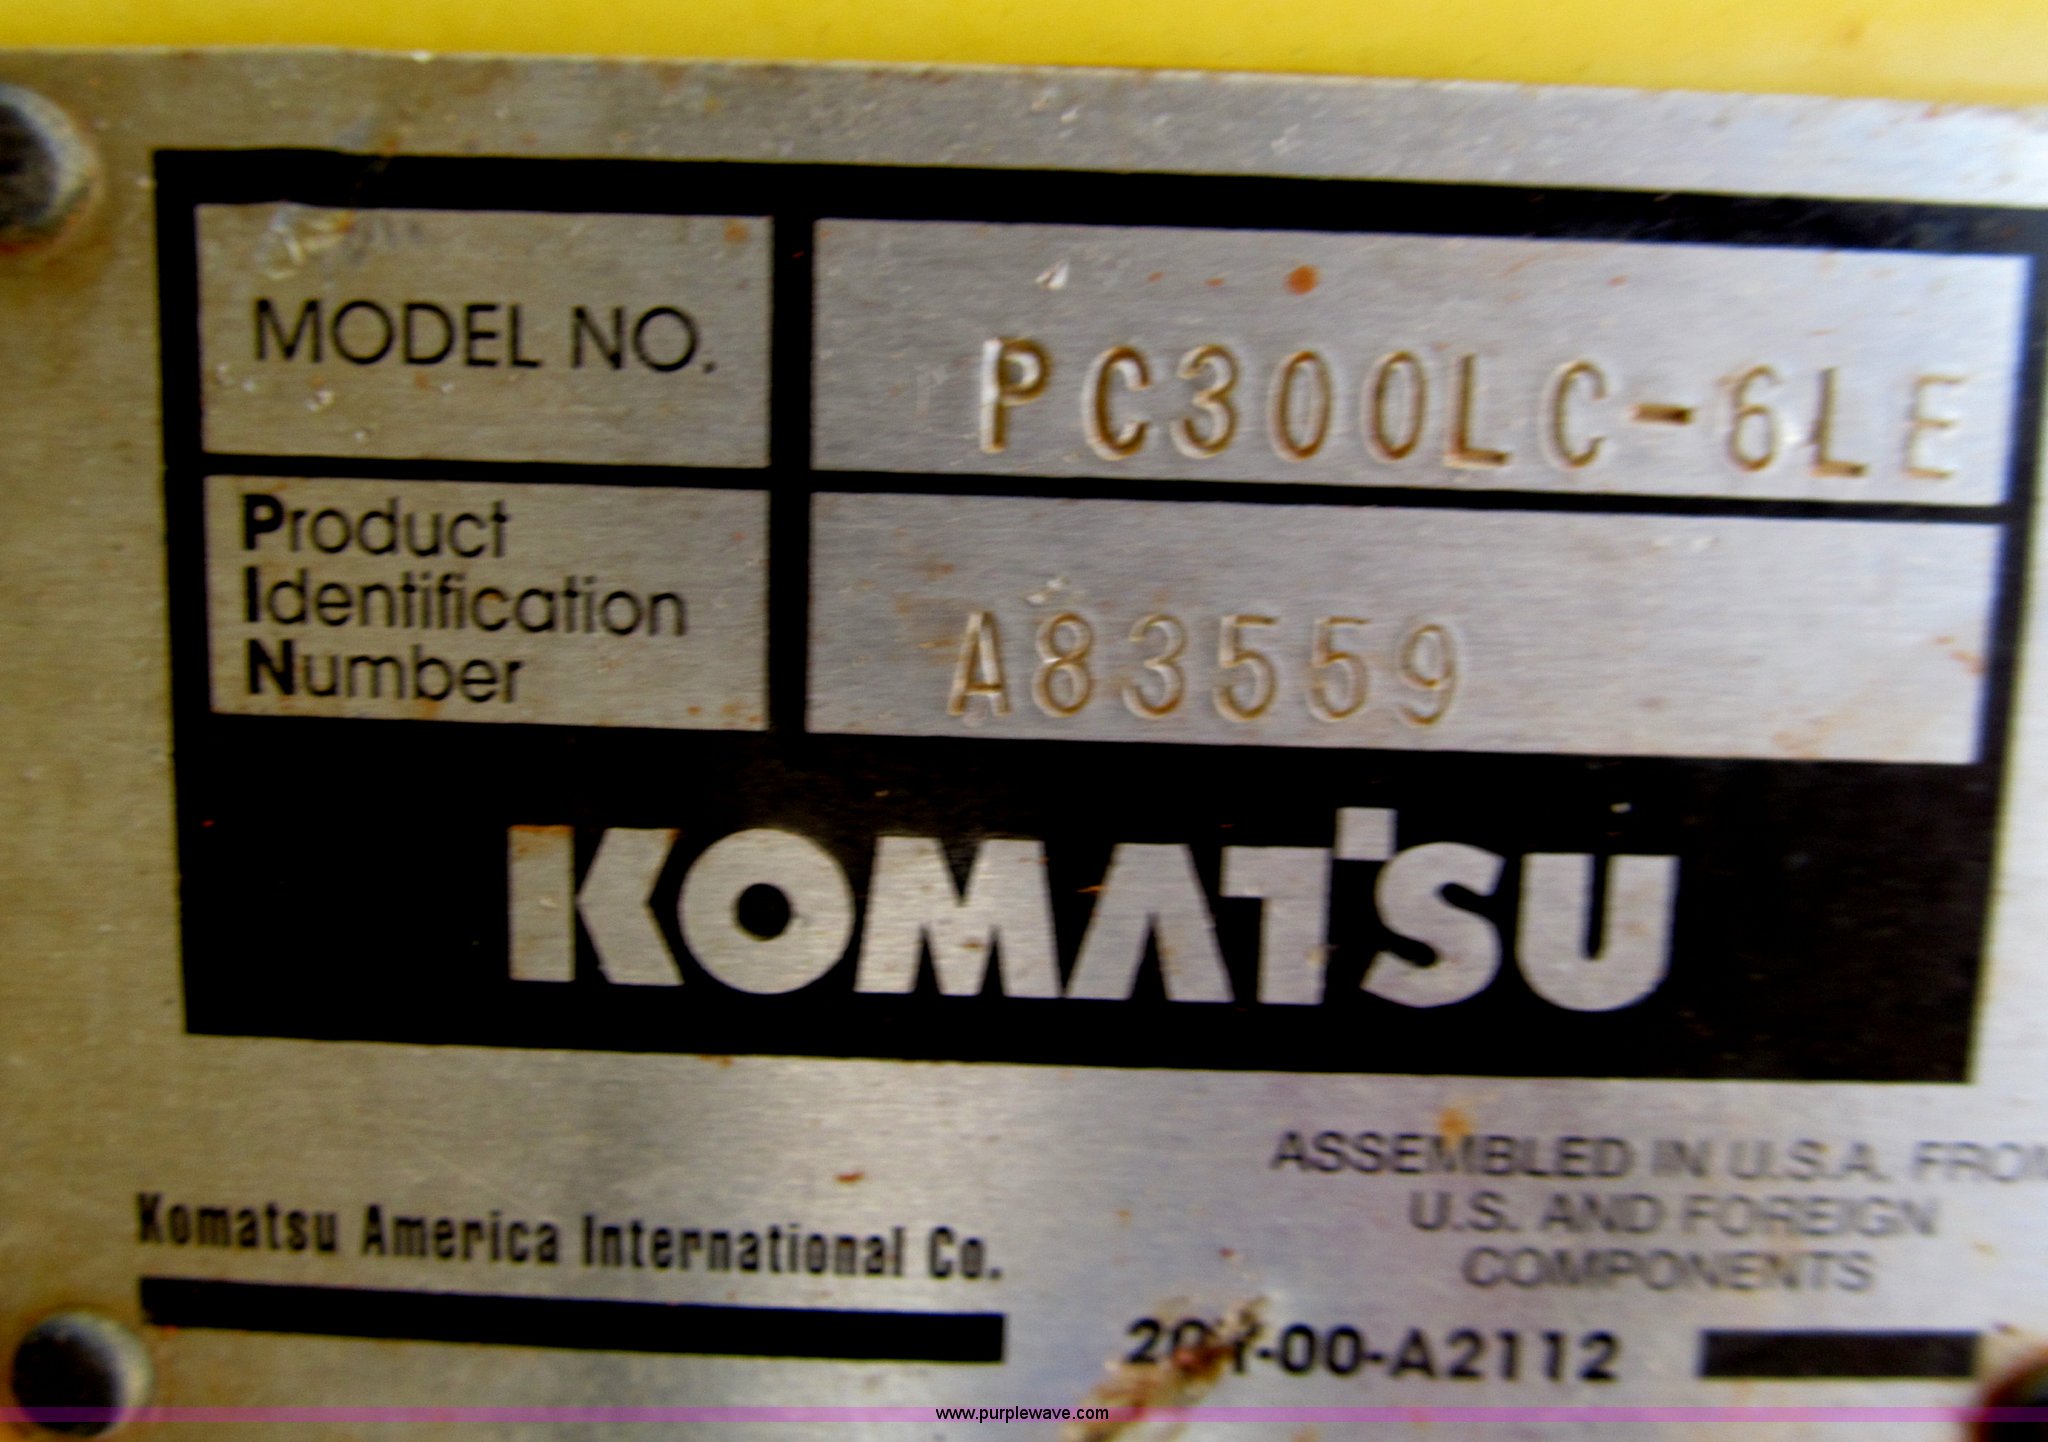 MODEL NO.
PC300LC-6LE
Product
Identification
Number
A83559
KOMATSU
ASSEMBLED IN U.S.A. FROM
U.S. AND FOREIGN
COMPONENTS
Komatsu America International Co.
20Y-00-A2112
www.purplewave.com